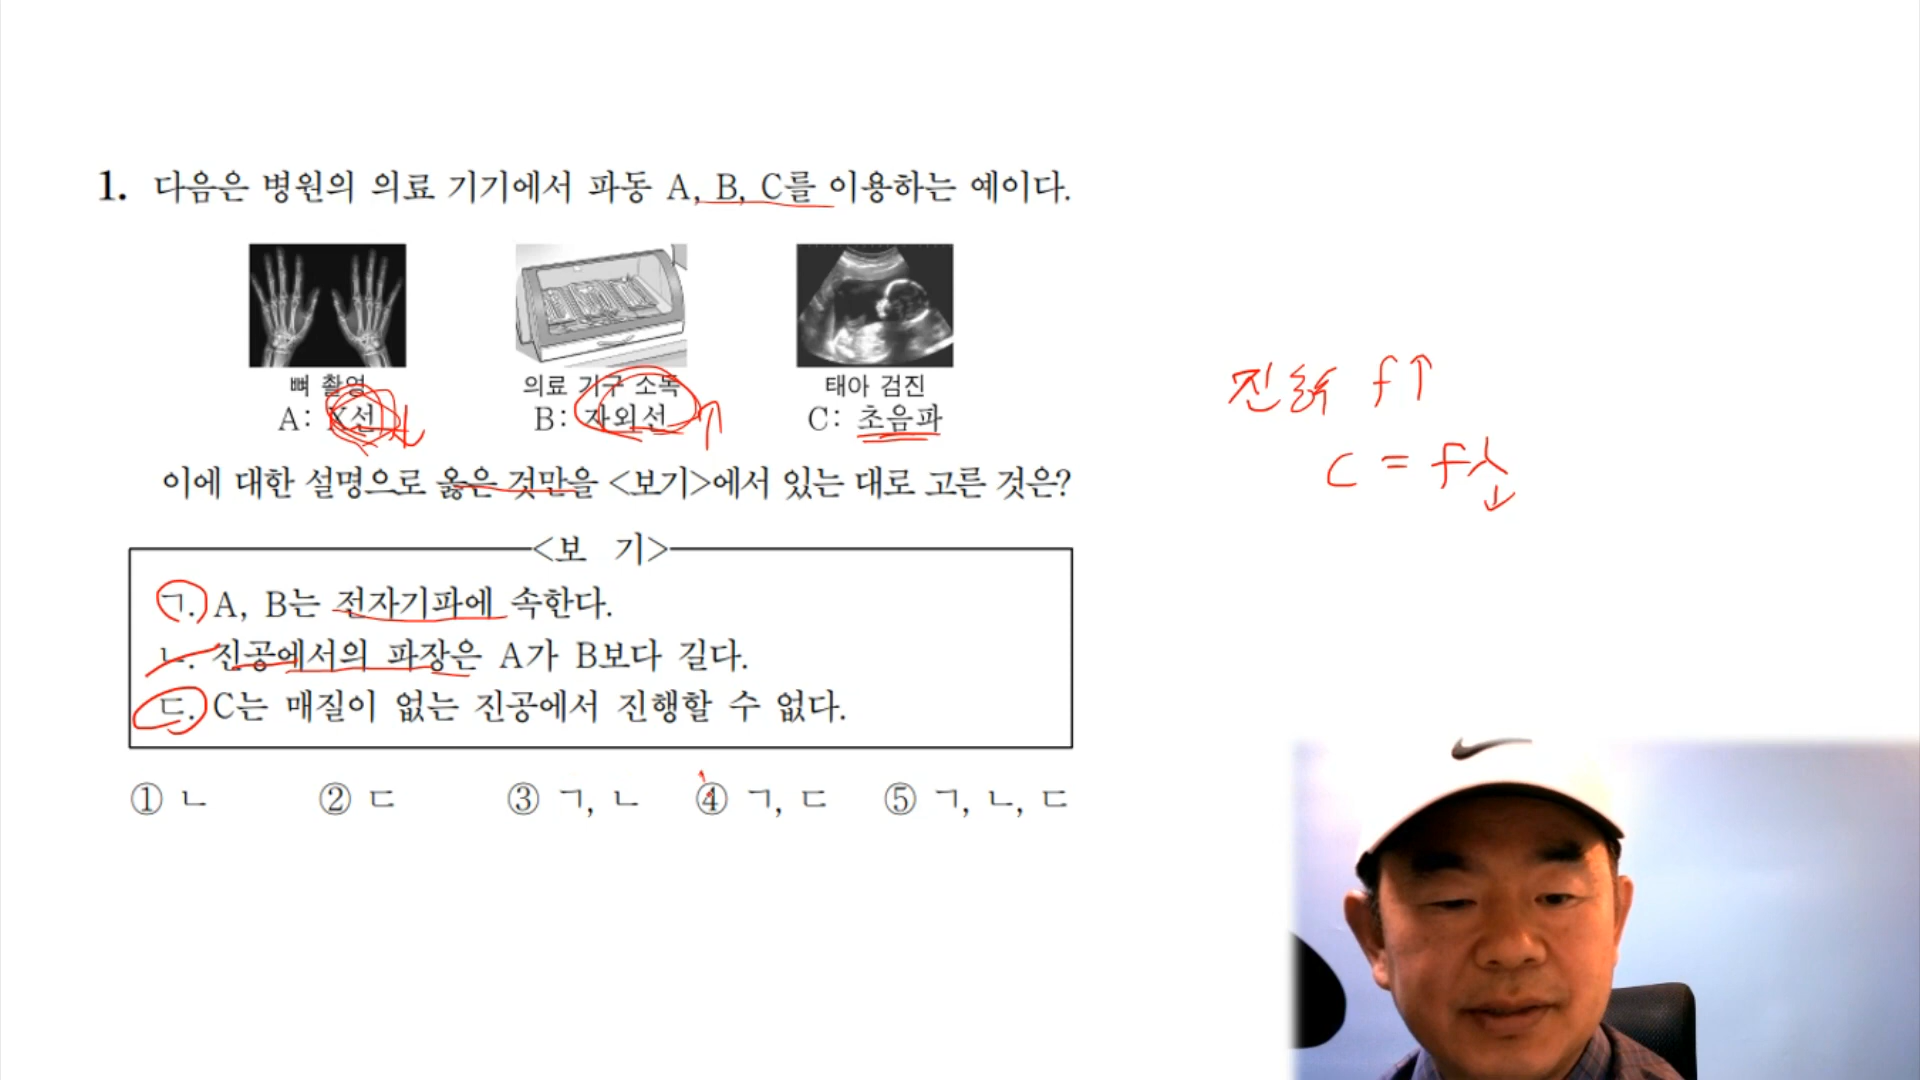 1. 다음은 병원의 의료 기기에서 파동 A, B, C를 이용하는 예이다.
뼈 촬영
A: X선
의료 기구 소독
B: 자외선
태아 검진
C: 초음파
이에 대한 설명으로 옳은 것만을 <보기>에서 있는 대로 고른 것은?
<보 기>
ㄱ. A, B는 전자기파에 속한다.
ㄴ. 진공에서의 파장은 A가 B보다 길다.
ㄷ. C는 매질이 없는 진공에서 진행할 수 없다.
① ㄴ ② ㄷ ③ ㄱ, ㄴ ④ ㄱ, ㄷ ⑤ ㄱ, ㄴ, ㄷ
진동수 f↑
c = fλ↓